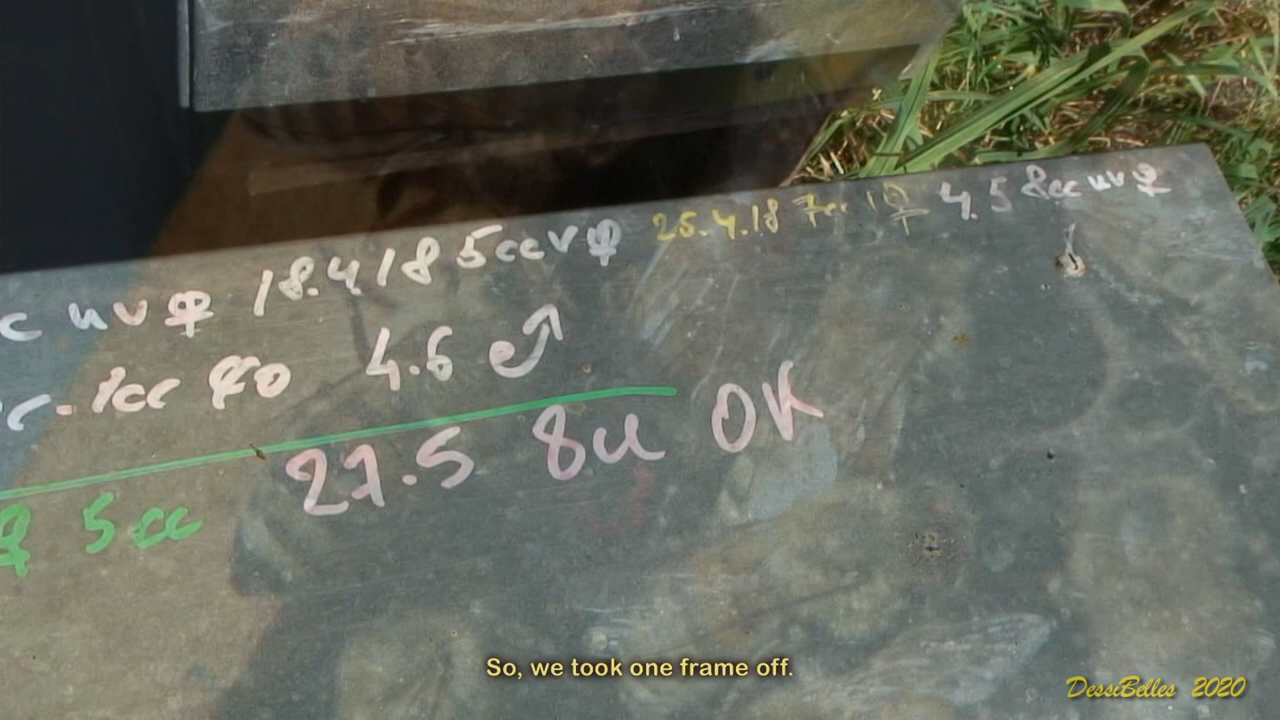 c uv♀ 18.4.18 5cc v♀ 25.4.18 7cc 4.5 8cc uv♀
1cc 4.6
27.5 8u OK
♀ 5cc
So, we took one frame off.
DessiBelles 2020